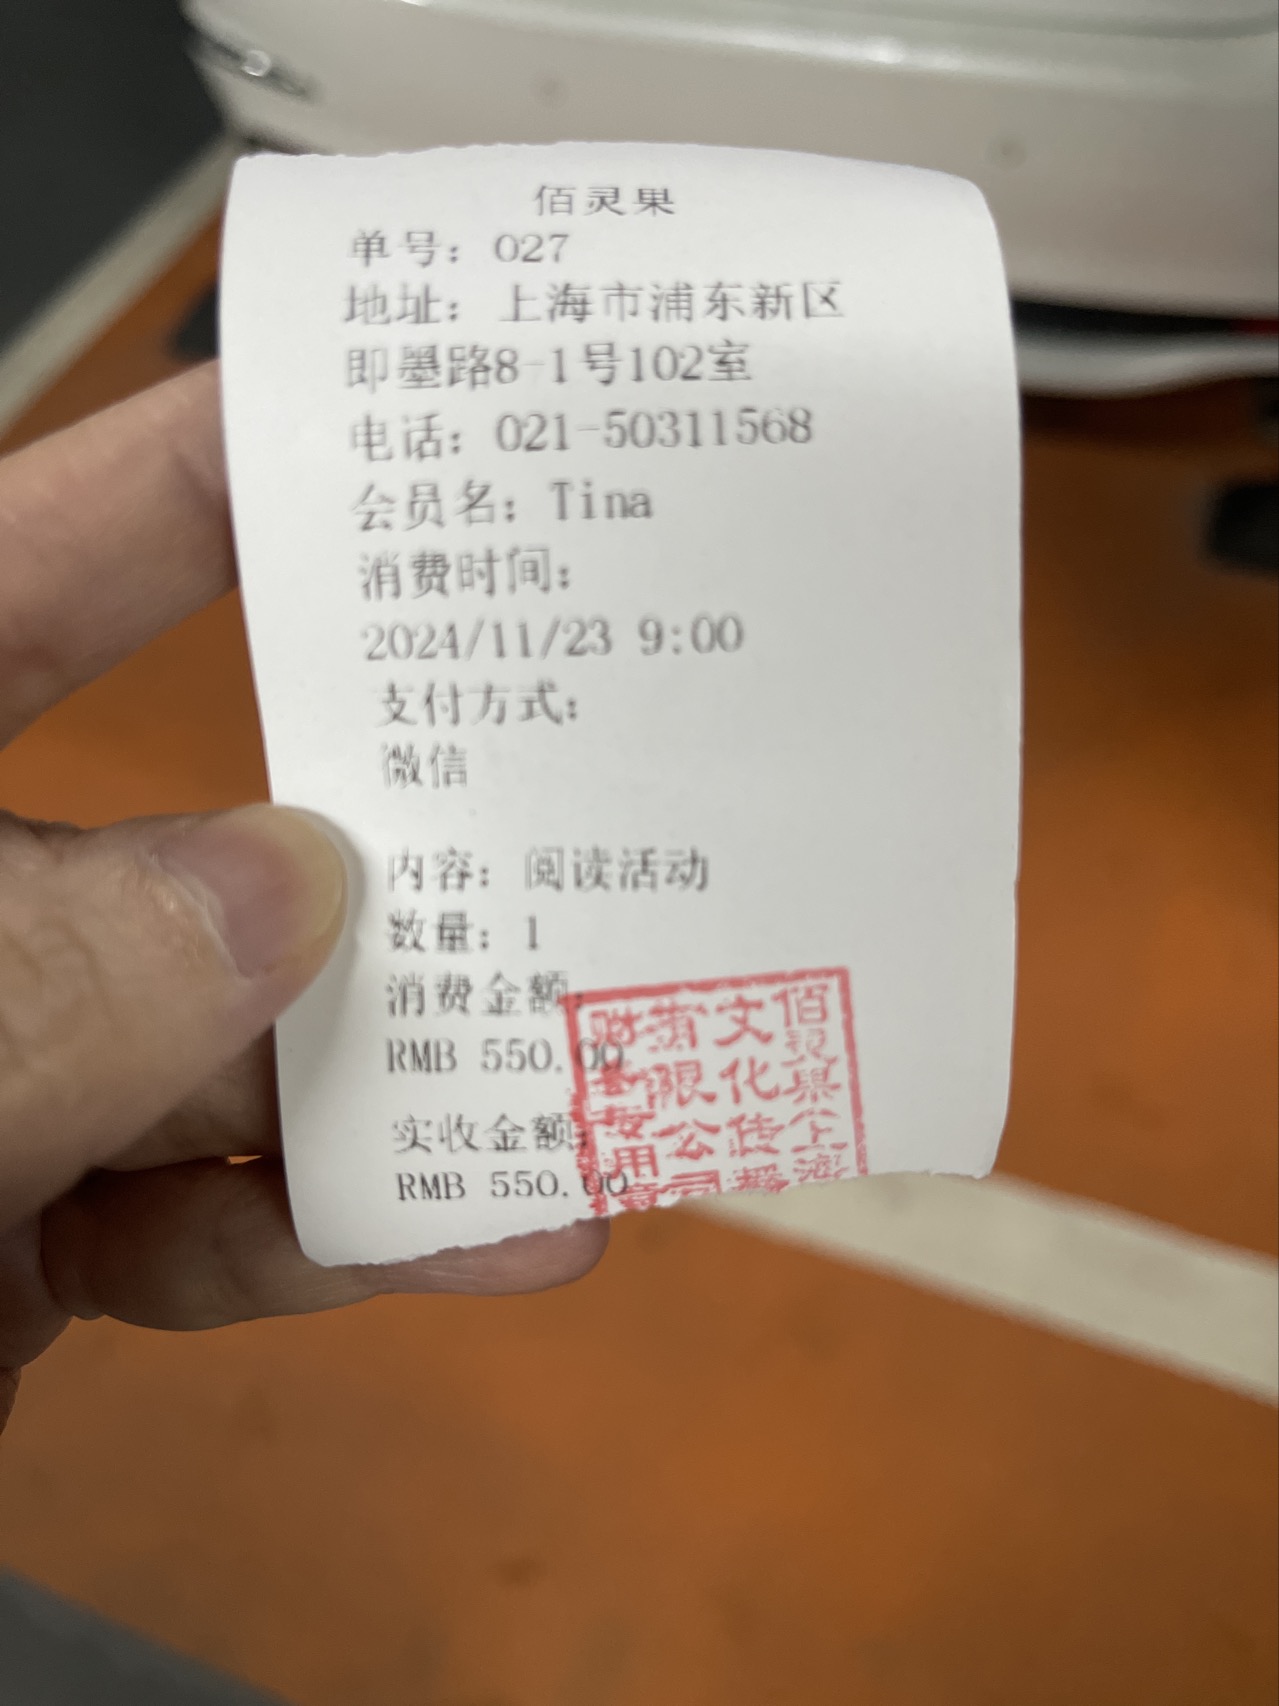 佰灵果
单号：027
地址：上海市浦东新区
即墨路8-1号102室
电话：021-50311568
会员名：Tina
消费时间：
2024/11/23 9:00
支付方式：
微信
内容：阅读活动
数量：1
消费金额：
RMB 550.00
实收金额：
RMB 550.00
佰灵果（上海
文化传播
有限公司
财务专用章